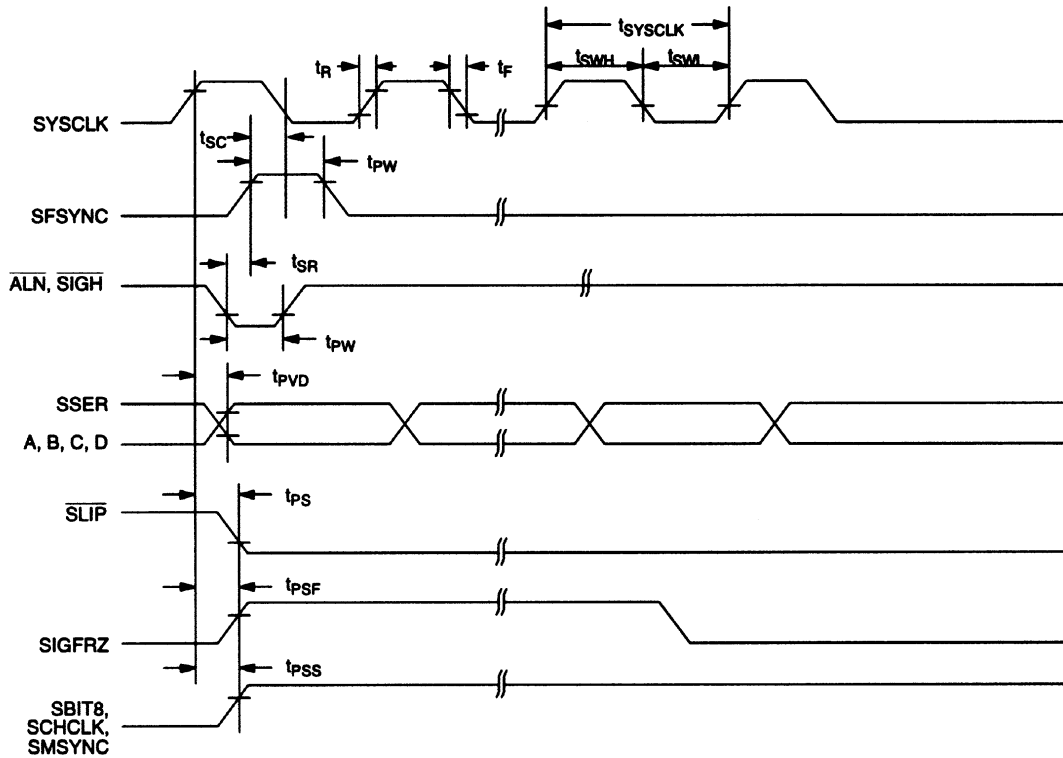 tSYSCLK
tR
tF
tSWH
tSWL
SYSCLK
tSC
tPW
SFSYNC
tSR
ALN, SIGH
tPW
tPVD
SSER
A, B, C, D
tPS
SLIP
tPSF
SIGFRZ
tPSS
SBIT8,
SCHCLK,
SMSYNC